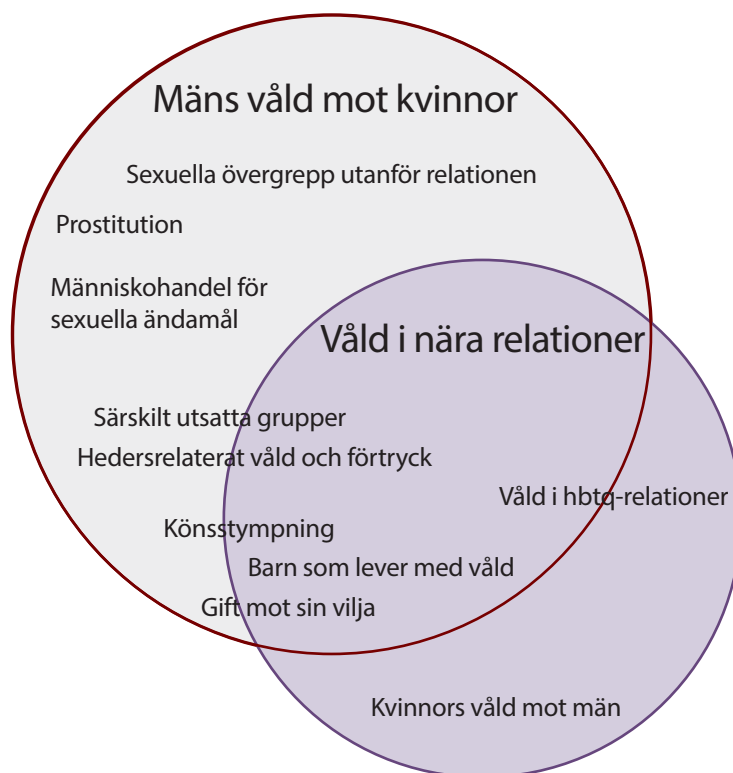 Mäns våld mot kvinnor
Sexuella övergrepp utanför relationen
Prostitution
Människohandel för
sexuella ändamål
Våld i nära relationer
Särskilt utsatta grupper
Hedersrelaterat våld och förtryck
Våld i hbtq-relationer
Könsstympning
Barn som lever med våld
Gift mot sin vilja
Kvinnors våld mot män